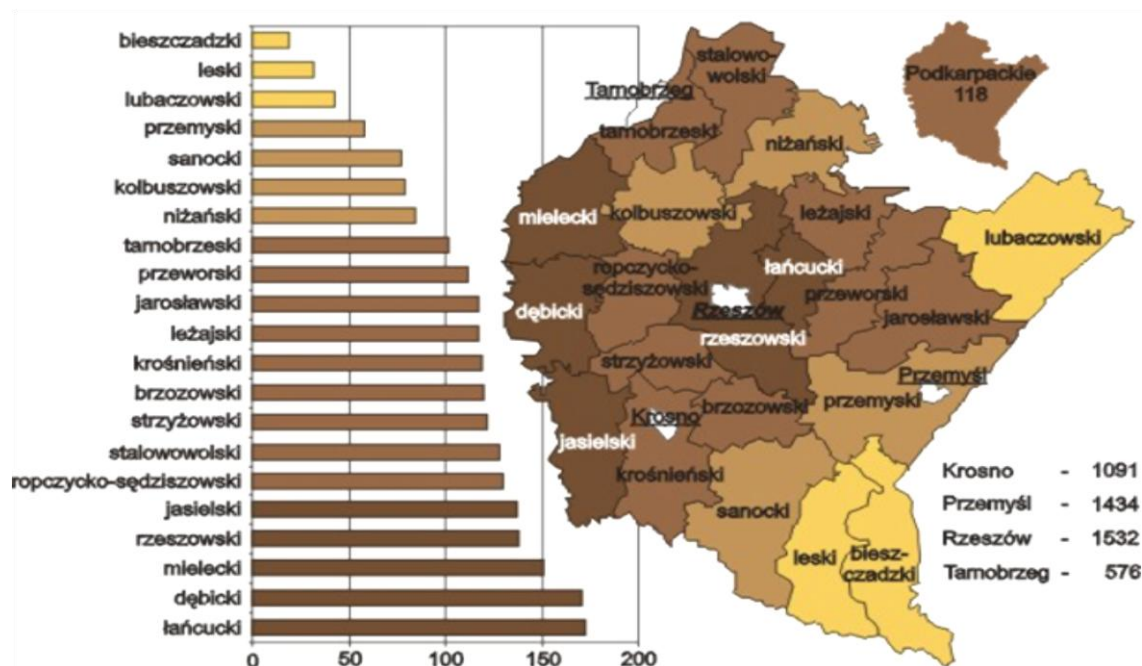 bieszczadzki
leski
lubaczowski
przemyski
sanocki
kolbuszowski
niżański
tarnobrzeski
przeworski
jarosławski
leżajski
krośnieński
brzozowski
strzyżowski
stalowowolski
ropczycko-sędziszowski
jasielski
rzeszowski
mielecki
dębicki
łańcucki
0 50 100 150 200
stalowo-
wolski
Tarnobrzeg
tarnobrzeski
niżański
mielecki
kolbuszowski
leżajski
lubaczowski
łańcucki
ropczycko-
sędziszowski
dębicki
Rzeszów
przeworski
jarosławski
rzeszowski
strzyżowski
Przemyśl
przemyski
Krosno
brzozowski
jasielski
krośnieński
sanocki
leski
biesz-
czadzki
Podkarpackie
118
Krosno - 1091
Przemyśl - 1434
Rzeszów - 1532
Tarnobrzeg - 576